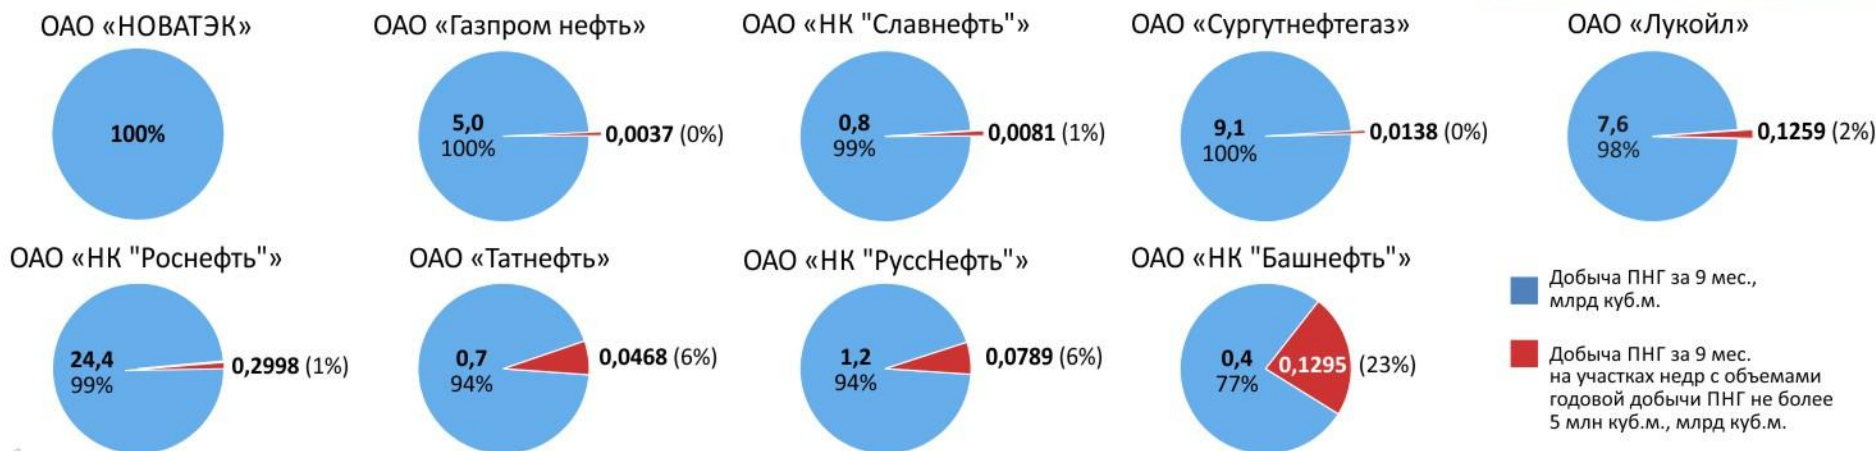 ОАО «НОВАТЭК»
100%
ОАО «Газпром нефть»
5,0
100%
0,0037 (0%)
ОАО «НК "Славнефть"»
0,8
99%
0,0081 (1%)
ОАО «Сургутнефтегаз»
9,1
100%
0,0138 (0%)
ОАО «Лукойл»
7,6
98%
0,1259 (2%)
ОАО «НК "Роснефть"»
24,4
99%
0,2998 (1%)
ОАО «Татнефть»
0,7
94%
0,0468 (6%)
ОАО «НК "РуссНефть"»
1,2
94%
0,0789 (6%)
ОАО «НК "Башнефть"»
0,4
77%
0,1295 (23%)
Добыча ПНГ за 9 мес.,
млрд куб.м.
Добыча ПНГ за 9 мес.
на участках недр с объемами
годовой добычи ПНГ не более
5 млн куб.м., млрд куб.м.